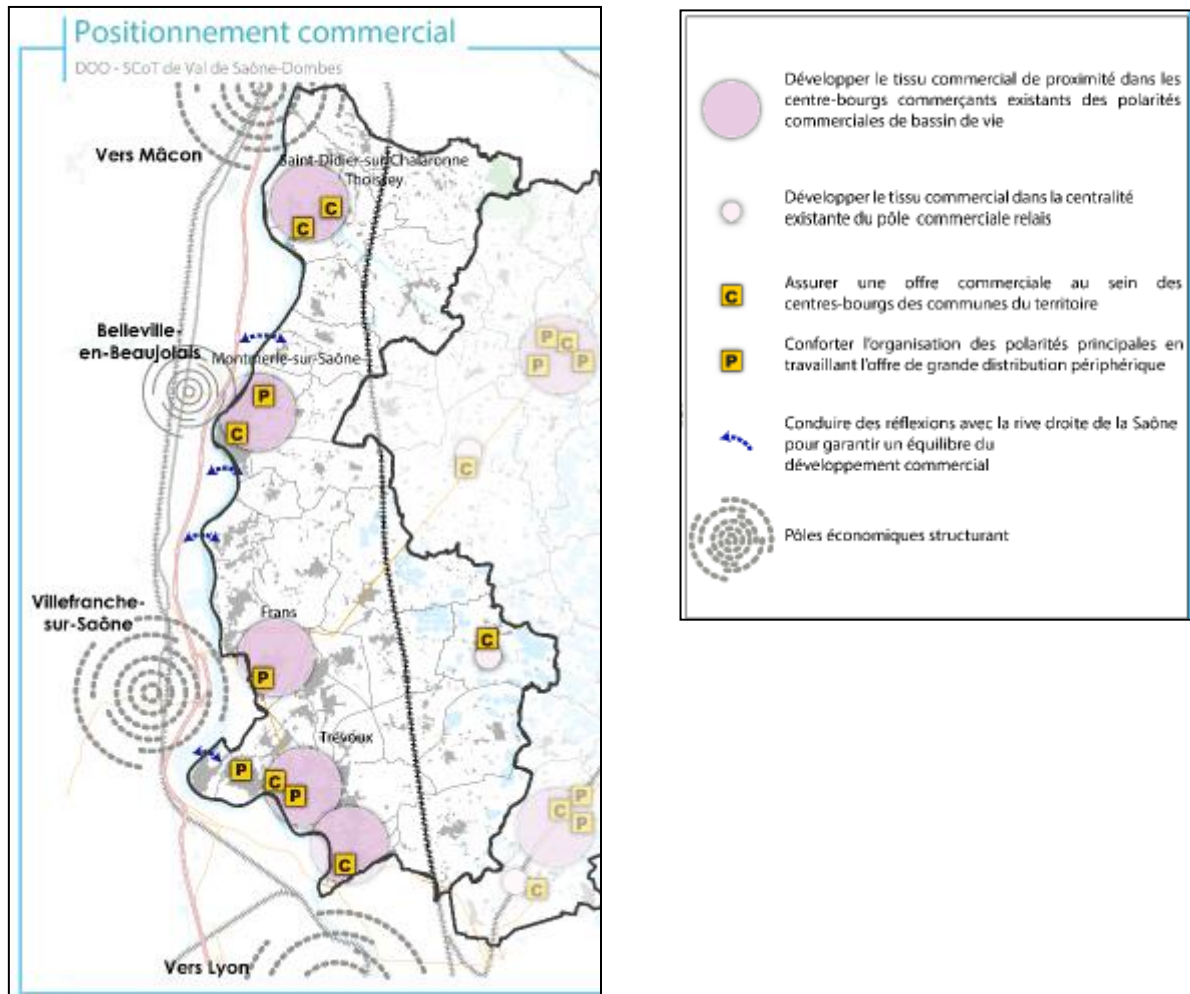 Positionnement commercial
DOO - SCoT de Val de Saône-Dombes
Vers Mâcon
Saint-Didier-sur-Chalaronne
Thoissey
C
C
Belleville-
en-Beaujolais
Montmerle-sur-Saône
P
C
P
C
P
P
C
Villefranche-
sur-Saône
Frans
C
P
Trévoux
P
C
P
C
P
C
P
C
Vers Lyon
Développer le tissu commercial de proximité dans les
centre-bourgs commerçants existants des polarités
commerciales de bassin de vie
Développer le tissu commercial dans la centralité
existante du pôle commerciale relais
C
Assurer une offre commerciale au sein des
centres-bourgs des communes du territoire
P
Conforter l'organisation des polarités principales en
travaillant l'offre de grande distribution périphérique
Conduire des réflexions avec la rive droite de la Saône
pour garantir un équilibre du
développement commercial
Pôles économiques structurant